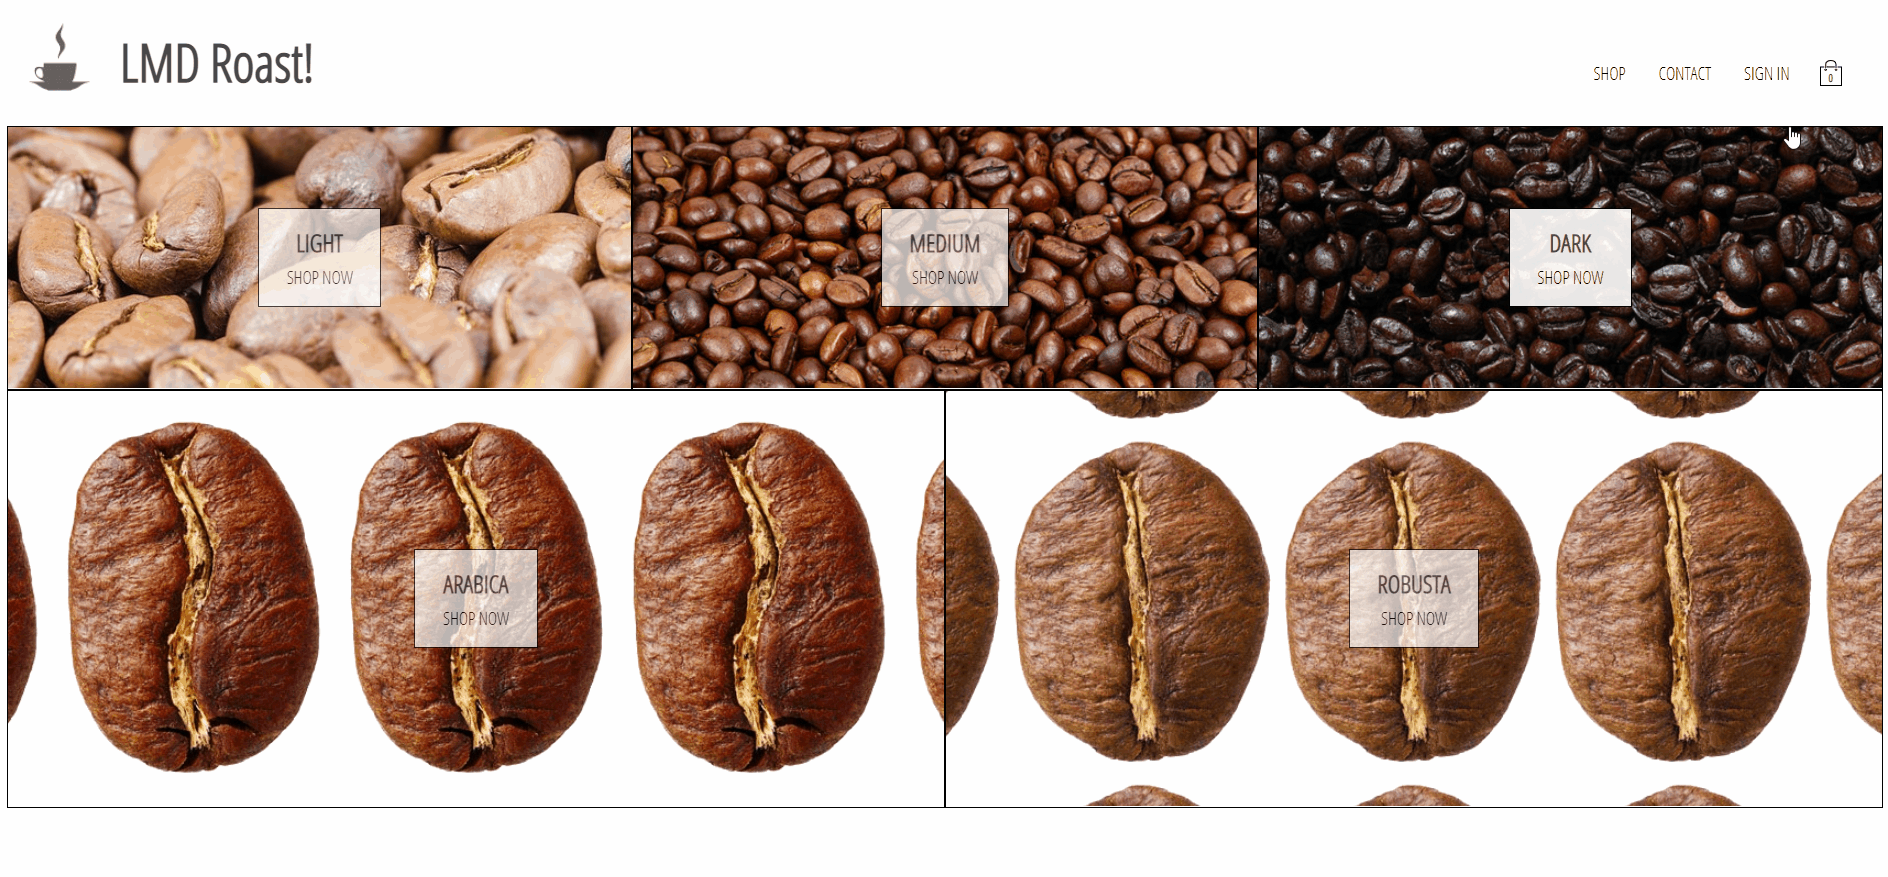 LMD Roast!
SHOP CONTACT SIGN IN 0
LIGHT
SHOP NOW
MEDIUM
SHOP NOW
DARK
SHOP NOW
ARABICA
SHOP NOW
ROBUSTA
SHOP NOW